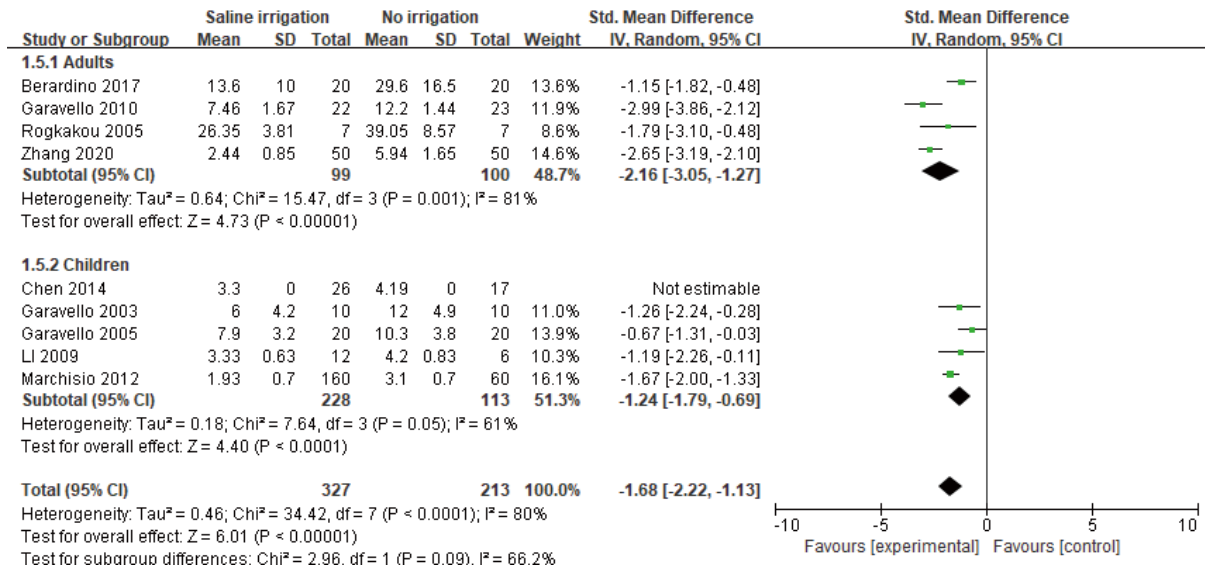 Saline irrigation No irrigation Std. Mean Difference Std. Mean Difference
Study or Subgroup Mean SD Total Mean SD Total Weight IV, Random, 95% CI IV, Random, 95% CI
1.5.1 Adults
Berardino 2017 13.6 10 20 29.6 16.5 20 13.6% -1.15 [-1.82, -0.48]
Garavello 2010 7.46 1.67 22 12.2 1.44 23 11.9% -2.99 [-3.86, -2.12]
Rogkakou 2005 26.35 3.81 7 39.05 8.57 7 8.6% -1.79 [-3.10, -0.48]
Zhang 2020 2.44 0.85 50 5.94 1.65 50 14.6% -2.65 [-3.19, -2.10]
Subtotal (95% CI) 99 100 48.7% -2.16 [-3.05, -1.27]
Heterogeneity: Tau² = 0.64; Chi² = 15.47, df = 3 (P = 0.001); I² = 81%
Test for overall effect: Z = 4.73 (P < 0.00001)
1.5.2 Children
Chen 2014 3.3 0 26 4.19 0 17 Not estimable
Garavello 2003 6 4.2 10 12 4.9 10 11.0% -1.26 [-2.24, -0.28]
Garavello 2005 7.9 3.2 20 10.3 3.8 20 13.9% -0.67 [-1.31, -0.03]
LI 2009 3.33 0.63 12 4.2 0.83 6 10.3% -1.19 [-2.26, -0.11]
Marchisio 2012 1.93 0.7 160 3.1 0.7 60 16.1% -1.67 [-2.00, -1.33]
Subtotal (95% CI) 228 113 51.3% -1.24 [-1.79, -0.69]
Heterogeneity: Tau² = 0.18; Chi² = 7.64, df = 3 (P = 0.05); I² = 61%
Test for overall effect: Z = 4.40 (P < 0.0001)
Total (95% CI) 327 213 100.0% -1.68 [-2.22, -1.13]
Heterogeneity: Tau² = 0.46; Chi² = 34.42, df = 7 (P < 0.0001); I² = 80%
Test for overall effect: Z = 6.01 (P < 0.00001)
Test for subgroup differences: Chi² = 2.96, df = 1 (P = 0.09), I² = 66.2%
-10 -5 0 5 10
Favours [experimental] Favours [control]